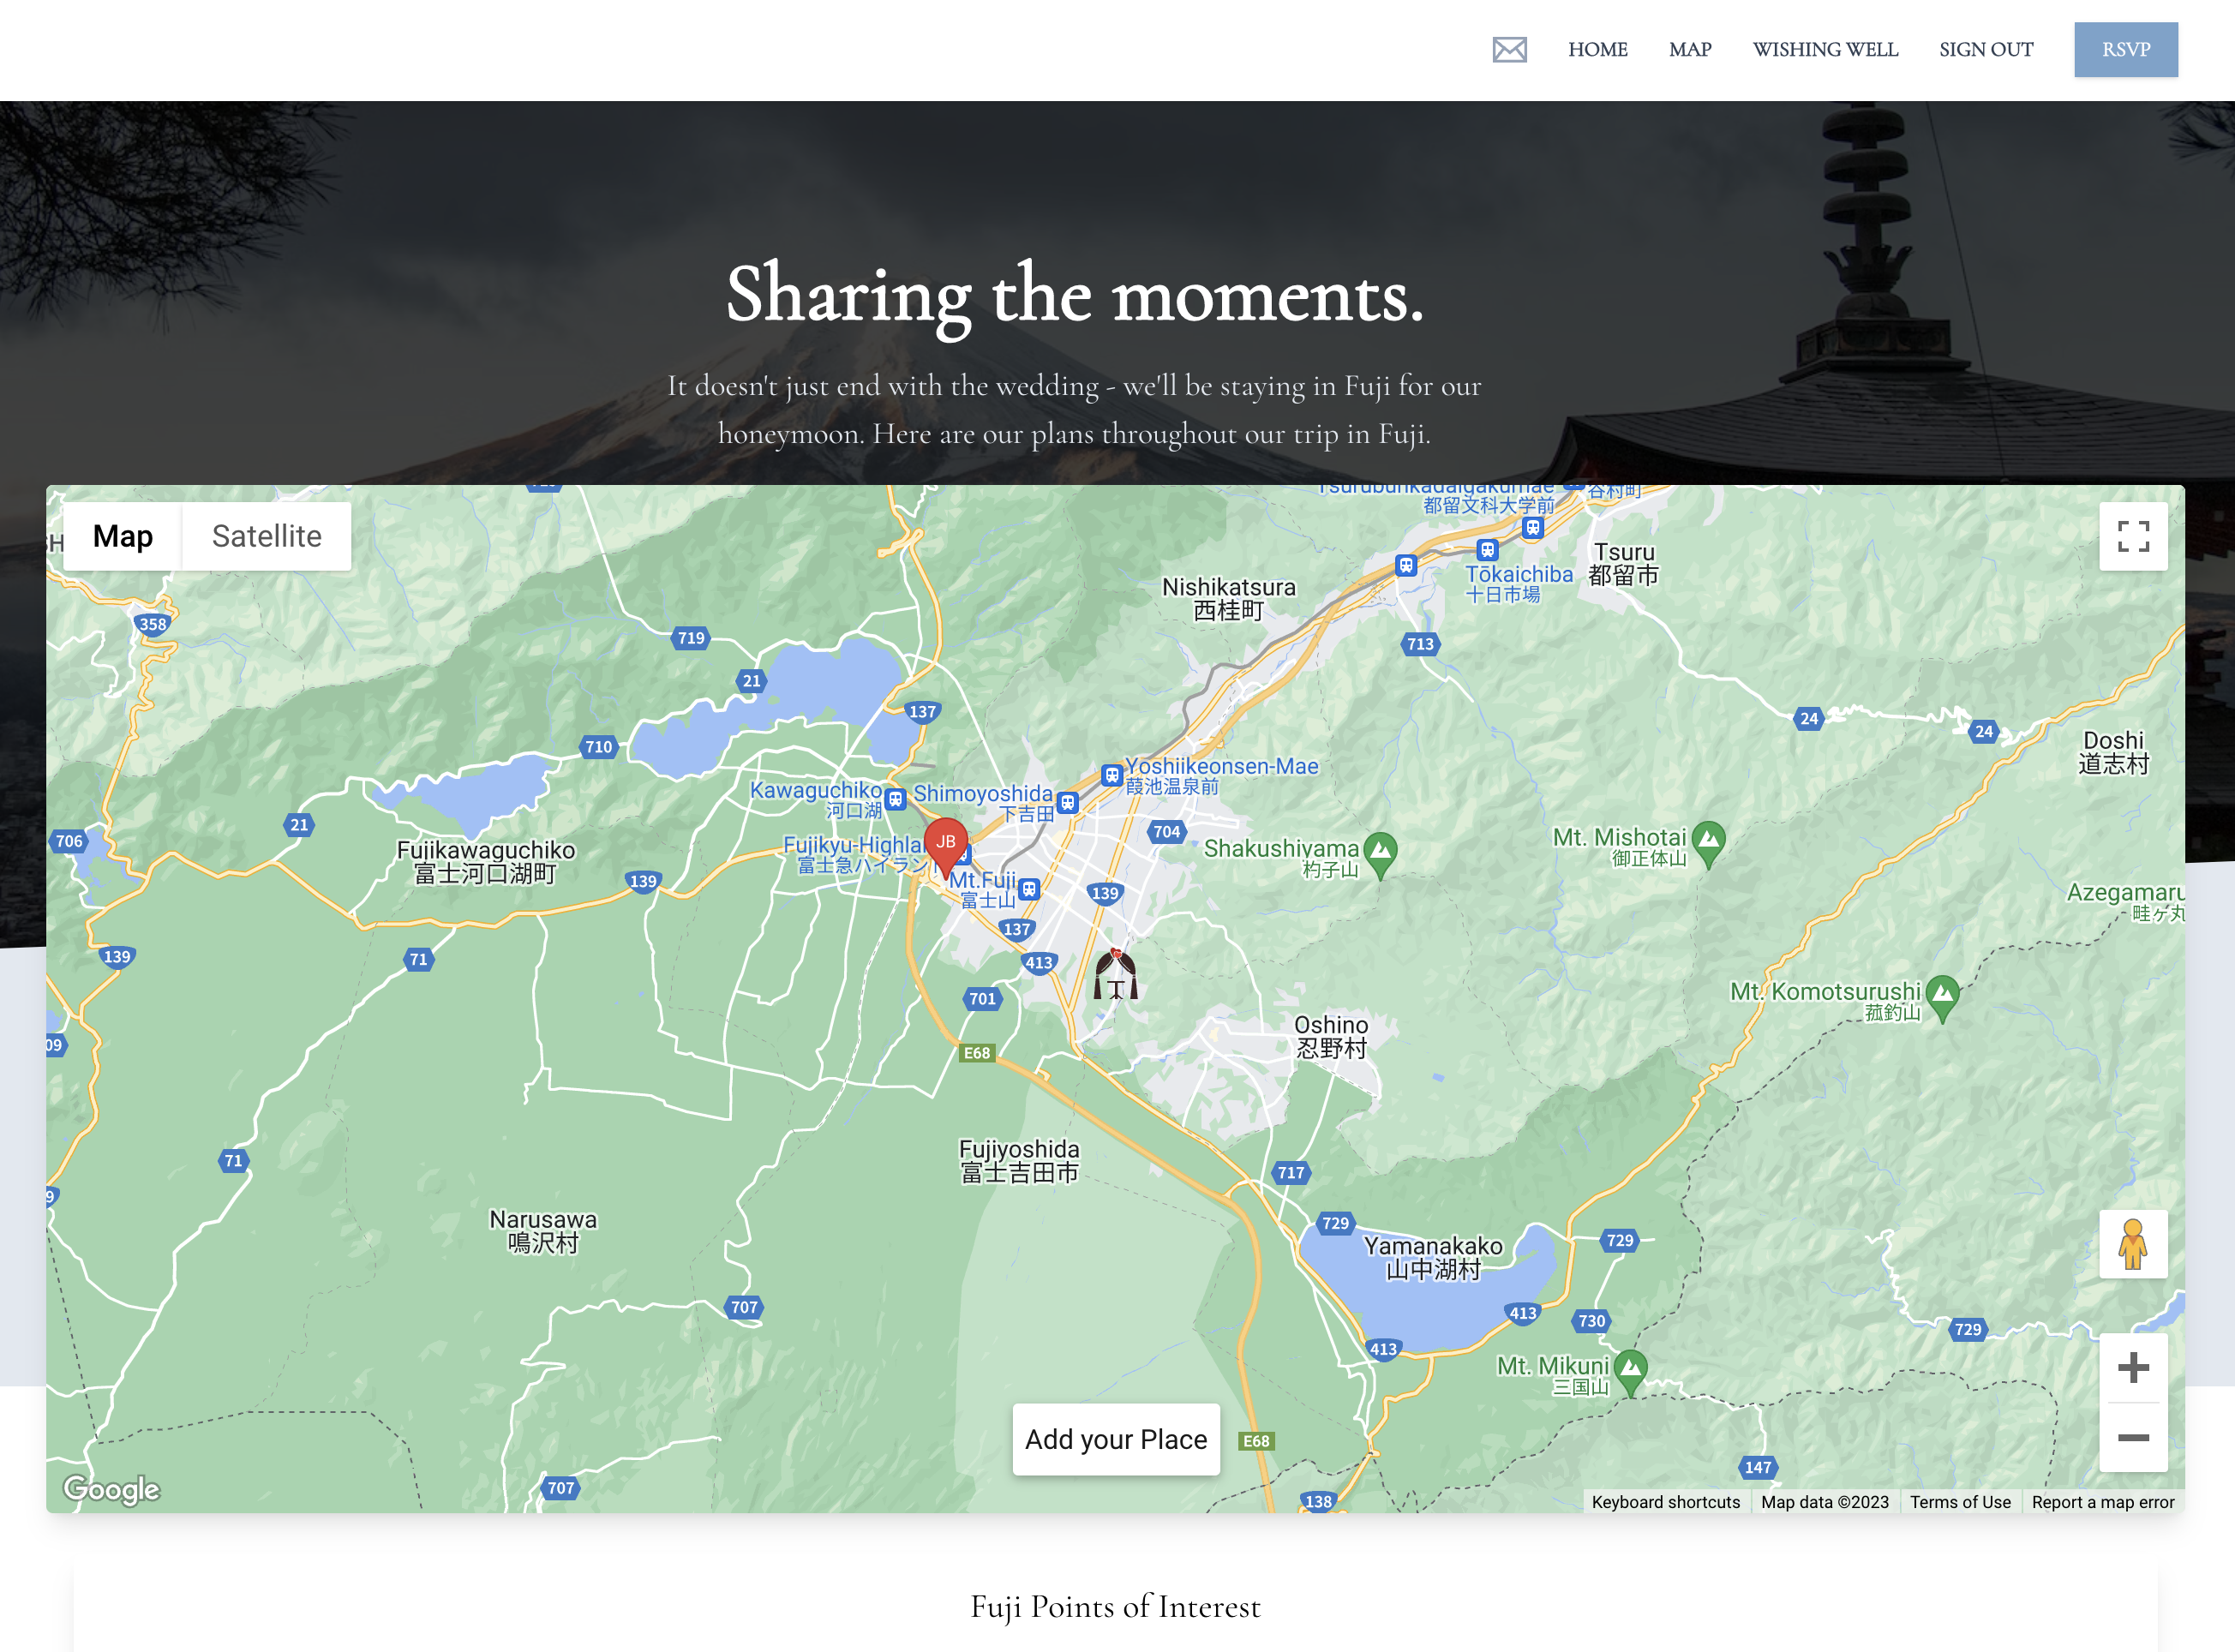 HOME
MAP
WISHING WELL
SIGN OUT
RSVP
Sharing the moments.
It doesn't just end with the wedding - we'll be staying in Fuji for our
honeymoon. Here are our plans throughout our trip in Fuji.
Map
Satellite
都留文科大学前
谷村町
Tsuru
都留市
Tōkaichiba
十日市場
Nishikatsura
西桂町
358
719
713
21
137
24
24
710
Doshi
道志村
Yoshiikeonsen-Mae
葭池温泉前
Kawaguchiko
河口湖
Shimoyoshida
下吉田
21
706
704
JB
Fujikyu-Highla
富士急ハイラン
Shakushiyama
杓子山
Mt. Mishotai
御正体山
Fujikawaguchiko
富士河口湖町
139
Mt.Fuji
富士山
139
Azegamaru
畦ヶ丸
137
139
71
413
701
Mt. Komotsurushi
菰釣山
Oshino
忍野村
09
E68
Fujiyoshida
富士吉田市
71
717
9
Narusawa
鳴沢村
729
Yamanakako
山中湖村
729
707
413
730
729
413
Mt. Mikuni
三国山
Add your Place
E68
147
Google
707
138
Keyboard shortcuts
Map data ©2023
Terms of Use
Report a map error
Fuji Points of Interest